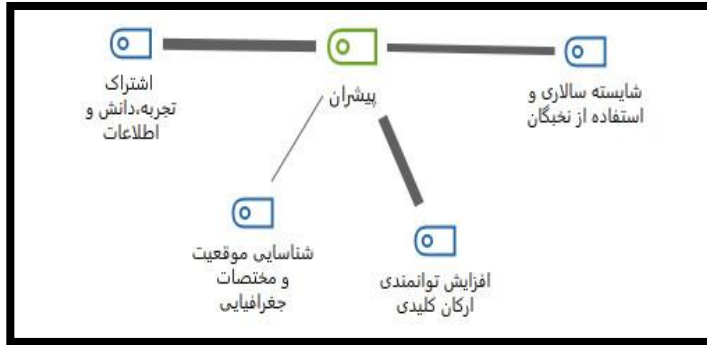 پیشران
شایسته سالاری و
استفاده از نخبگان
اشتراک
تجربه،دانش و
اطلاعات
افزایش توانمندی
ارکان کلیدی
شناسایی موقعیت
و مختصات
جغرافیایی